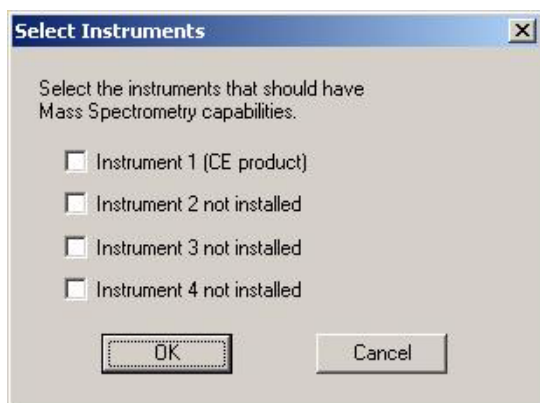 Select Instruments
Select the instruments that should have
Mass Spectrometry capabilities.
Instrument 1 (CE product)
Instrument 2 not installed
Instrument 3 not installed
Instrument 4 not installed
OK Cancel